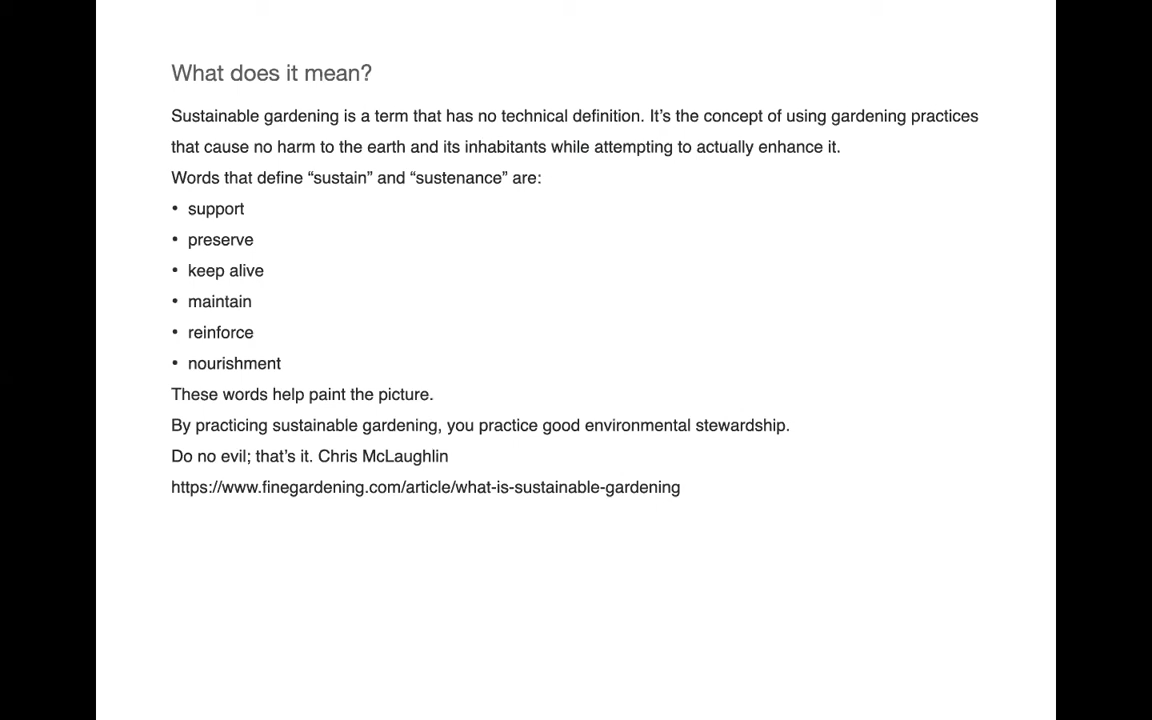 What does it mean?
Sustainable gardening is a term that has no technical definition. It’s the concept of using gardening practices
that cause no harm to the earth and its inhabitants while attempting to actually enhance it.
Words that define “sustain” and “sustenance” are:
• support
• preserve
• keep alive
• maintain
• reinforce
• nourishment
These words help paint the picture.
By practicing sustainable gardening, you practice good environmental stewardship.
Do no evil; that’s it. Chris McLaughlin
https://www.finegardening.com/article/what-is-sustainable-gardening